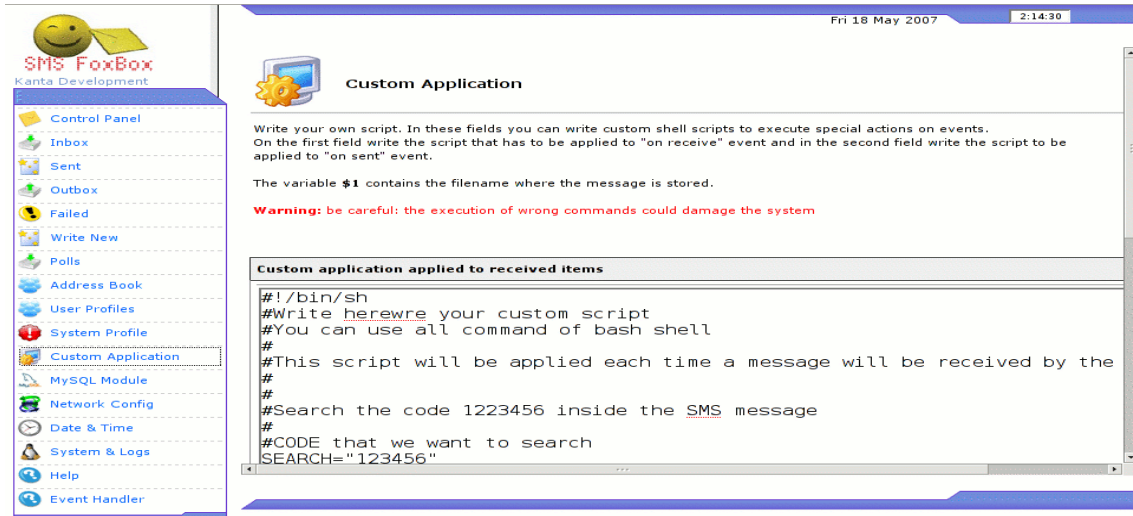 SMS FoxBox
Kanta Development
Control Panel
Inbox
Sent
Outbox
Failed
Write New
Polls
Address Book
User Profiles
System Profile
Custom Application
MySQL Module
Network Config
Date & Time
System & Logs
Help
Event Handler
Fri 18 May 2007
2:14:30
Custom Application
Write your own script. In these fields you can write custom shell scripts to execute special actions on events.
On the first field write the script that has to be applied to "on receive" event and in the second field write the script to be
applied to "on sent" event.
The variable $1 contains the filename where the message is stored.
Warning: be careful: the execution of wrong commands could damage the system
Custom application applied to received items
#!/bin/sh
#Write herewre your custom script
#You can use all command of bash shell
#
#This script will be applied each time a message will be received by the
#
#
#Search the code 1223456 inside the SMS message
#
#CODE that we want to search
SEARCH="123456"